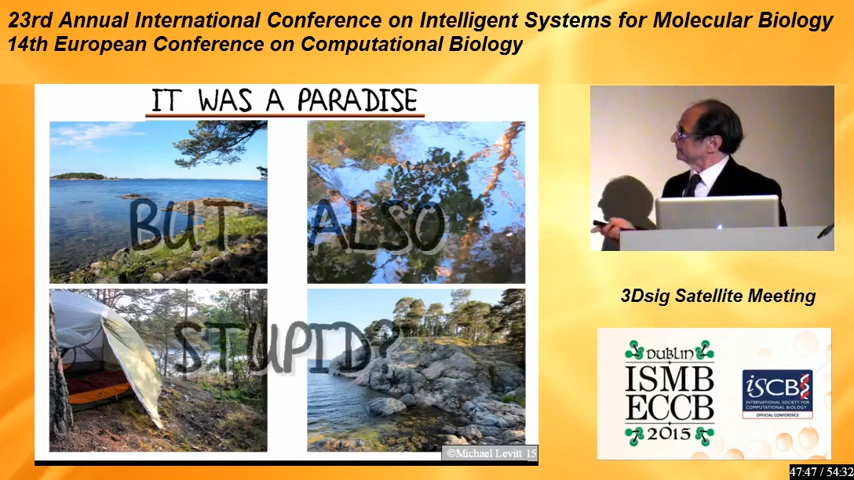 23rd Annual International Conference on Intelligent Systems for Molecular Biology
14th European Conference on Computational Biology
IT WAS A PARADISE
BUT ALSO
STUPID?
©Michael Levitt 15
3Dsig Satellite Meeting
DUBLIN
ISMB
ECCB
2015
iSCB
INTERNATIONAL SOCIETY FOR
COMPUTATIONAL BIOLOGY
OFFICIAL CONFERENCE
47:47 / 54:32